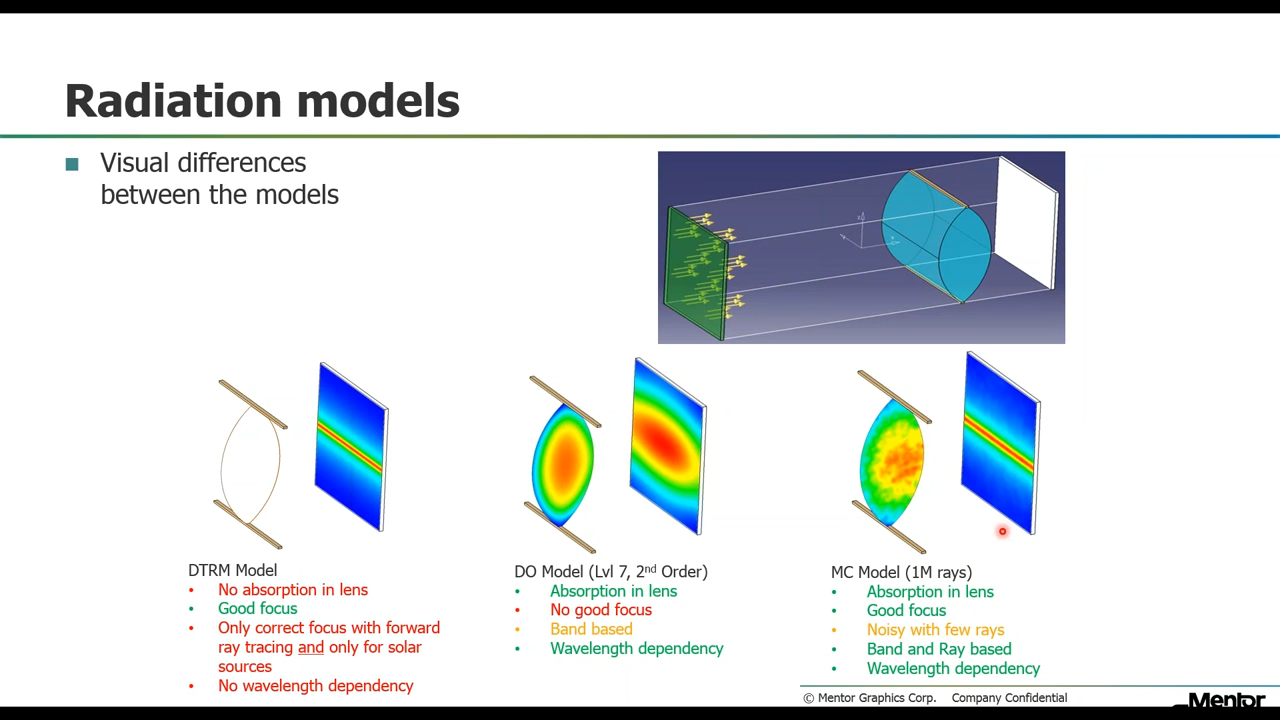 Radiation models
Visual differences
between the models
DTRM Model
• No absorption in lens
• Good focus
• Only correct focus with forward
ray tracing and only for solar
sources
• No wavelength dependency
DO Model (Lvl 7, 2nd Order)
• Absorption in lens
• No good focus
• Band based
• Wavelength dependency
MC Model (1M rays)
• Absorption in lens
• Good focus
• Noisy with few rays
• Band and Ray based
• Wavelength dependency
© Mentor Graphics Corp. Company Confidential
Mentor